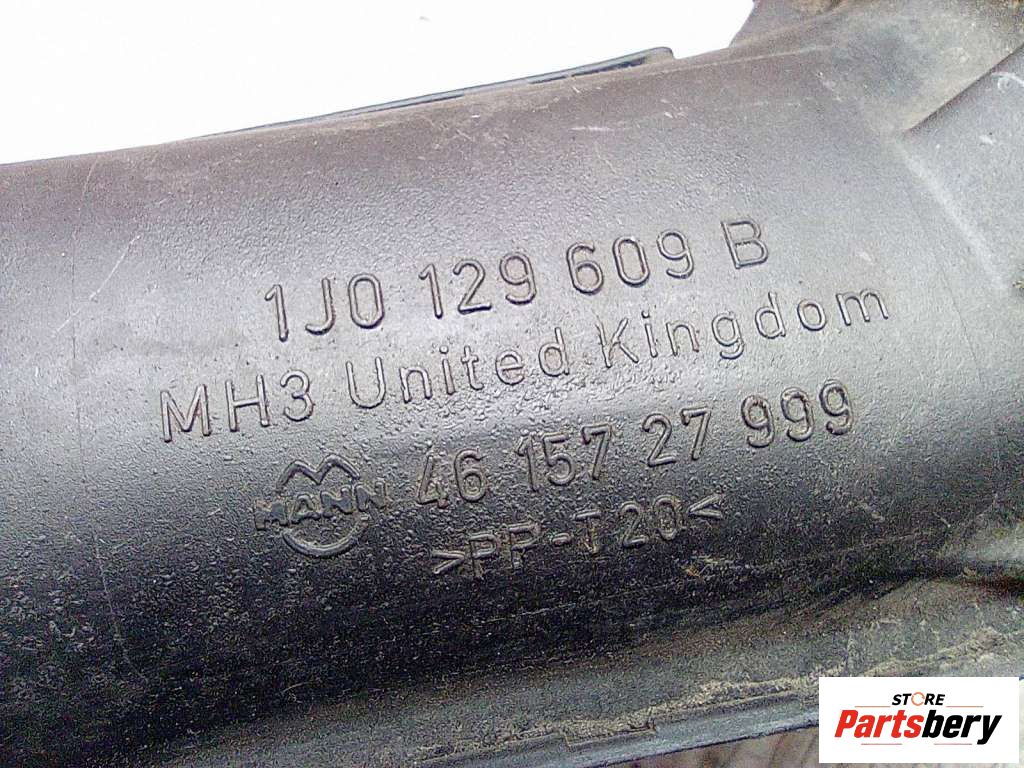 1J0 129 609 B
MH3 United Kingdom
MANN 46 157 27 999
>PP-T20<
STORE
Partsbery